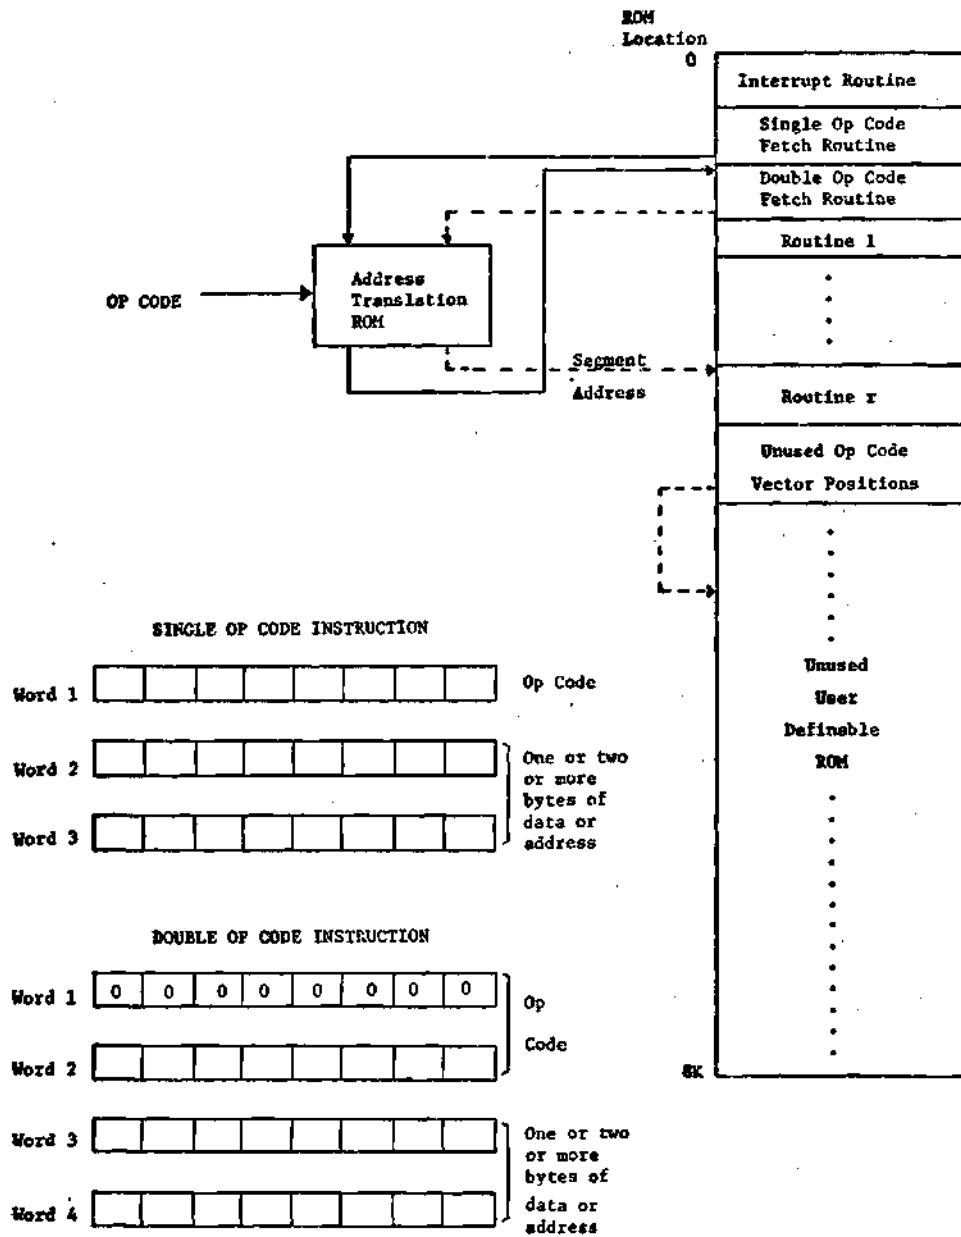 ROM
Location
0
Interrupt Routine
Single Op Code
Fetch Routine
Double Op Code
Fetch Routine
Routine 1
Address
Translation
ROM
OP CODE
Segment
Address
Routine r
Unused Op Code
Vector Positions
Unused
User
Definable
ROM
8K
SINGLE OP CODE INSTRUCTION
Word 1
Op Code
Word 2
Word 3
One or two
or more
bytes of
data or
address
DOUBLE OP CODE INSTRUCTION
Word 1
0 0 0 0 0 0 0 0
Word 2
Op
Code
Word 3
Word 4
One or two
or more
bytes of
data or
address